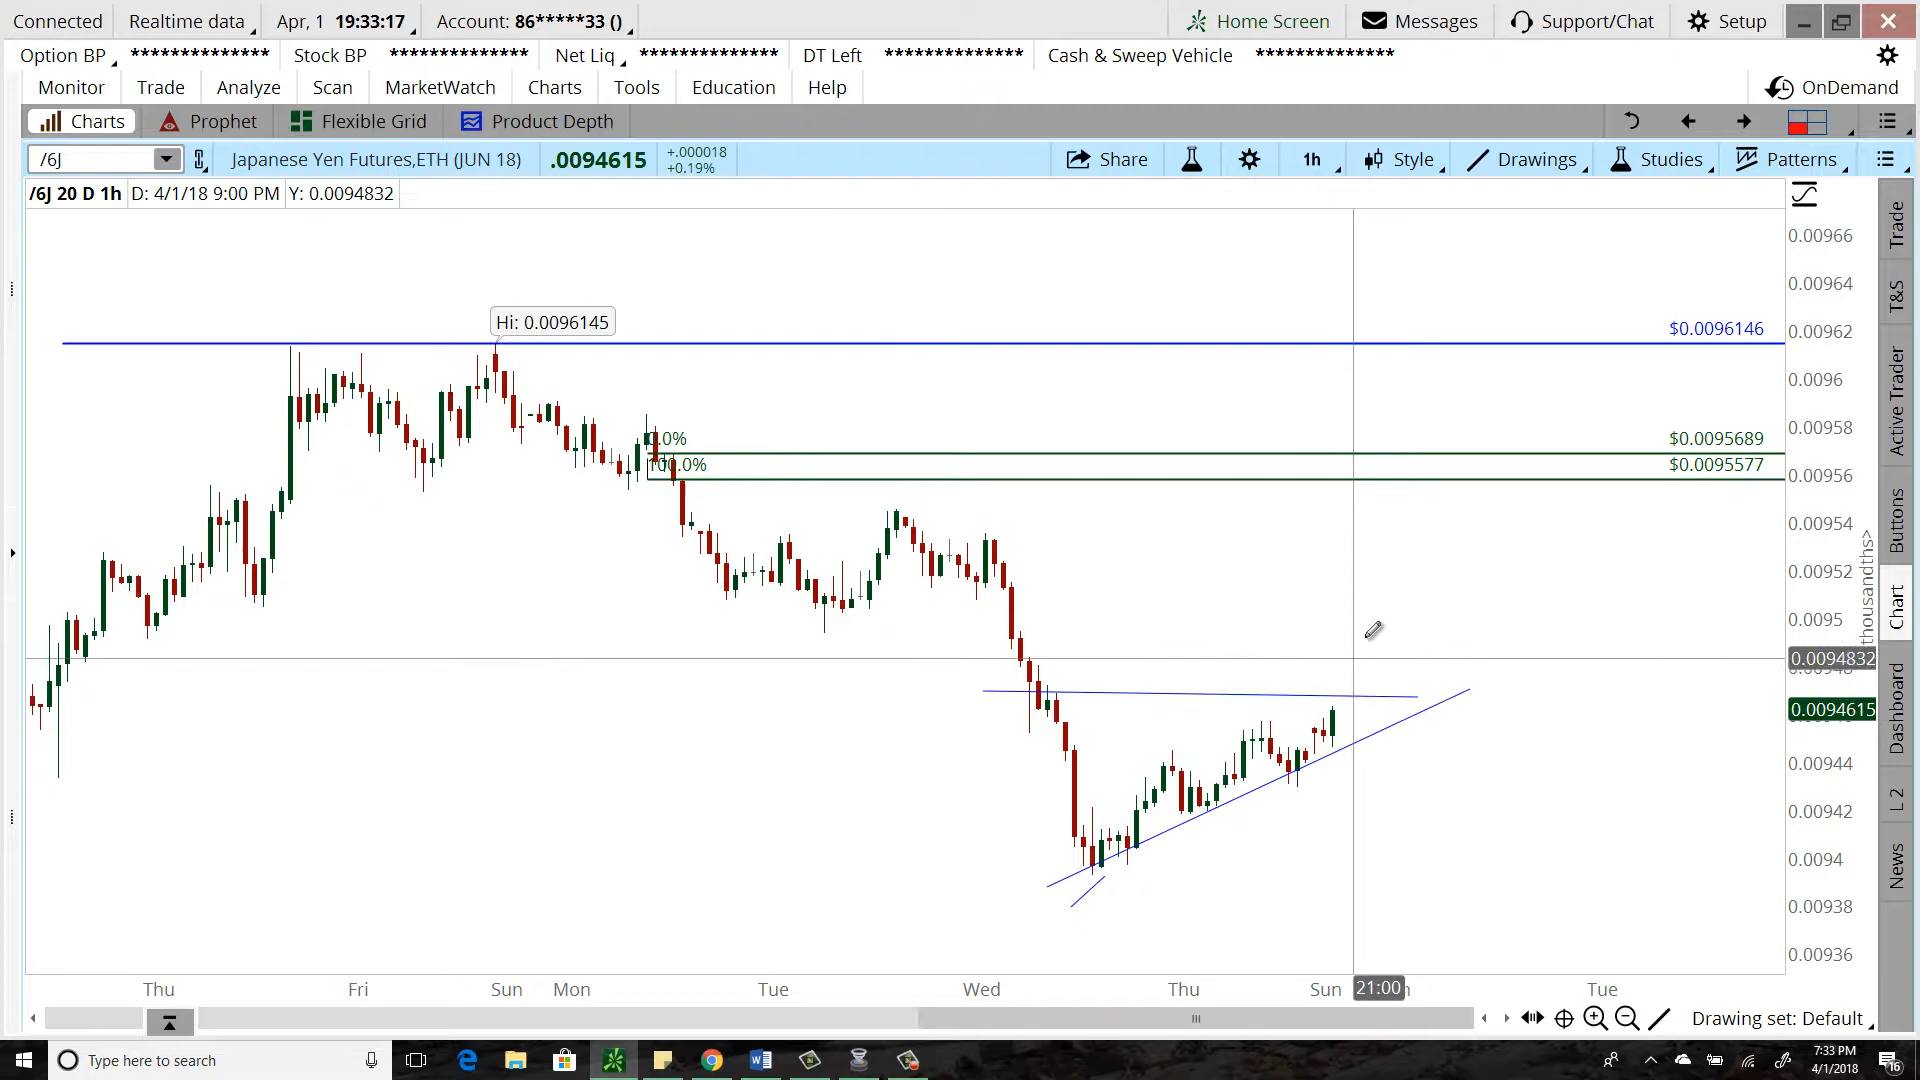 Connected Realtime data Apr, 1 19:33:17 Account: 86*****33 () Home Screen Messages Support/Chat Setup
Option BP ************** Stock BP ************** Net Liq ************** DT Left ************** Cash & Sweep Vehicle **************
Monitor Trade Analyze Scan MarketWatch Charts Tools Education Help OnDemand
Charts Prophet Flexible Grid Product Depth
/6J Japanese Yen Futures,ETH (JUN 18) .0094615 +.000018 +0.19% Share 1h Style Drawings Studies Patterns
/6J 20 D 1h D: 4/1/18 9:00 PM Y: 0.0094832
0.00966
0.00964
Hi: 0.0096145
$0.0096146
0.00962
0.0096
0.00958
0.0% $0.0095689
100.0% $0.0095577
0.00956
0.00954
0.00952
0.0095
0.0094832
0.0094615
0.00944
0.00942
0.0094
0.00938
0.00936
thousandths>
Trade
T&S
Active Trader
Buttons
Chart
Dashboard
L 2
News
Thu Fri Sun Mon Tue Wed Thu Sun 21:00 Tue
Drawing set: Default
Type here to search
7:33 PM
4/1/2018
16